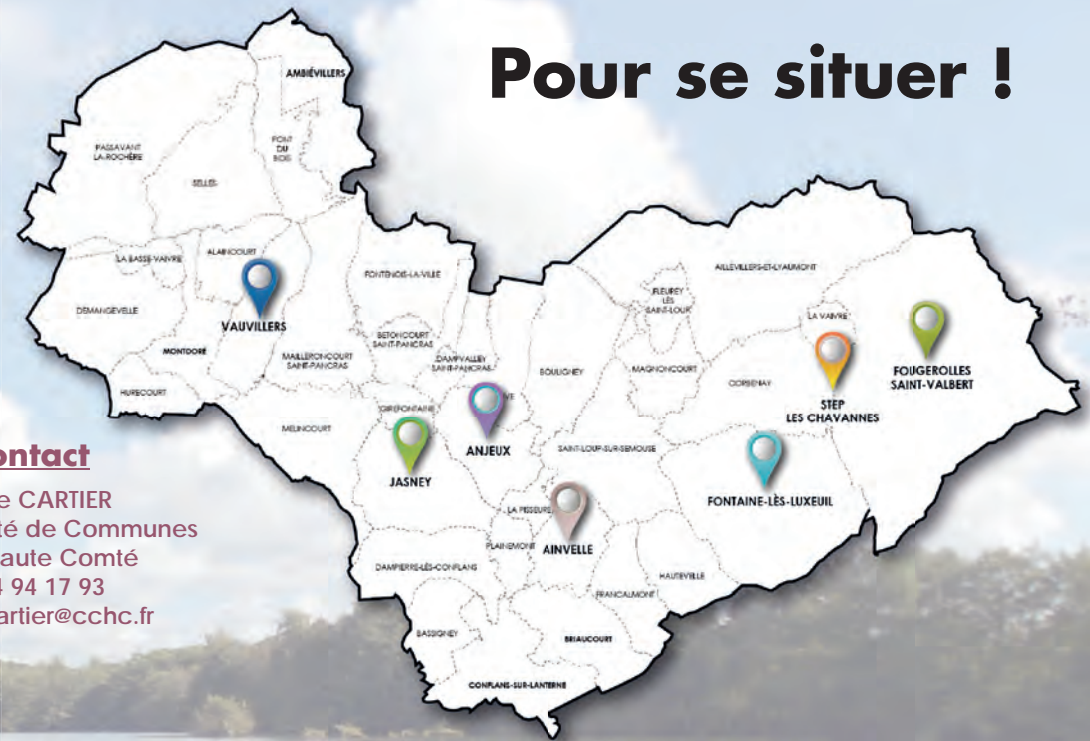 Pour se situer !
AMBIÉVILLERS
PASSAVANT
LA-ROCHÈRE
PONT
DU
BOIS
SELLES
LA BASSE-VAIVRE
ALAINCOURT
FONTENOIS-LA-VILLE
AILLEVILLERS-ET-LYAUMONT
FLEUREY
LÈS
SAINT-LOUP
DEMANGEVELLE
VAUVILLERS
LA VAIVRE
BETONCOURT
SAINT-PANCRAS
MONTDORÉ
MAILLERONCOURT
SAINT-PANCRAS
DAMPVALLEY
SAINT-PANCRAS
BOULIGNEY
MAGNONCOURT
FOUGEROLLES
SAINT-VALBERT
CORBENAY
HURECOURT
STEP
LES CHAVANNES
GIREFONTAINE
MELINCOURT
ANJEUX
SAINT-LOUP-SUR-SEMOUSE
JASNEY
FONTAINE-LÈS-LUXEUIL
LA PISSEURE
PLAINEMONT
AINVELLE
DAMPIERRE-LÈS-CONFLANS
HAUTEVELLE
FRANCALMONT
BASSIGNEY
BRIAUCOURT
CONFLANS-SUR-LANTERNE
ontact
e CARTIER
té de Communes
aute Comté
4 94 17 93
artier@cchc.fr